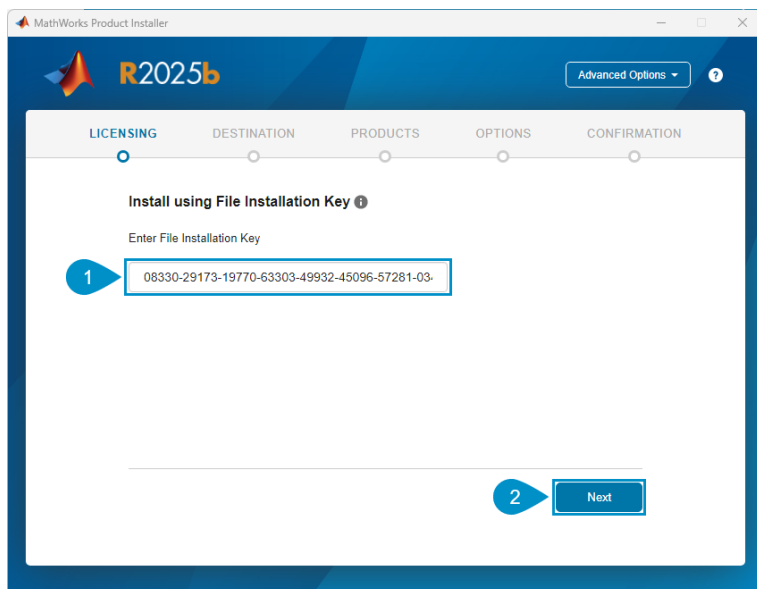 MathWorks Product Installer
R2025b
Advanced Options
?
LICENSING DESTINATION PRODUCTS OPTIONS CONFIRMATION
Install using File Installation Key i
Enter File Installation Key
1
08330-29173-19770-63303-49932-45096-57281-03
2
Next